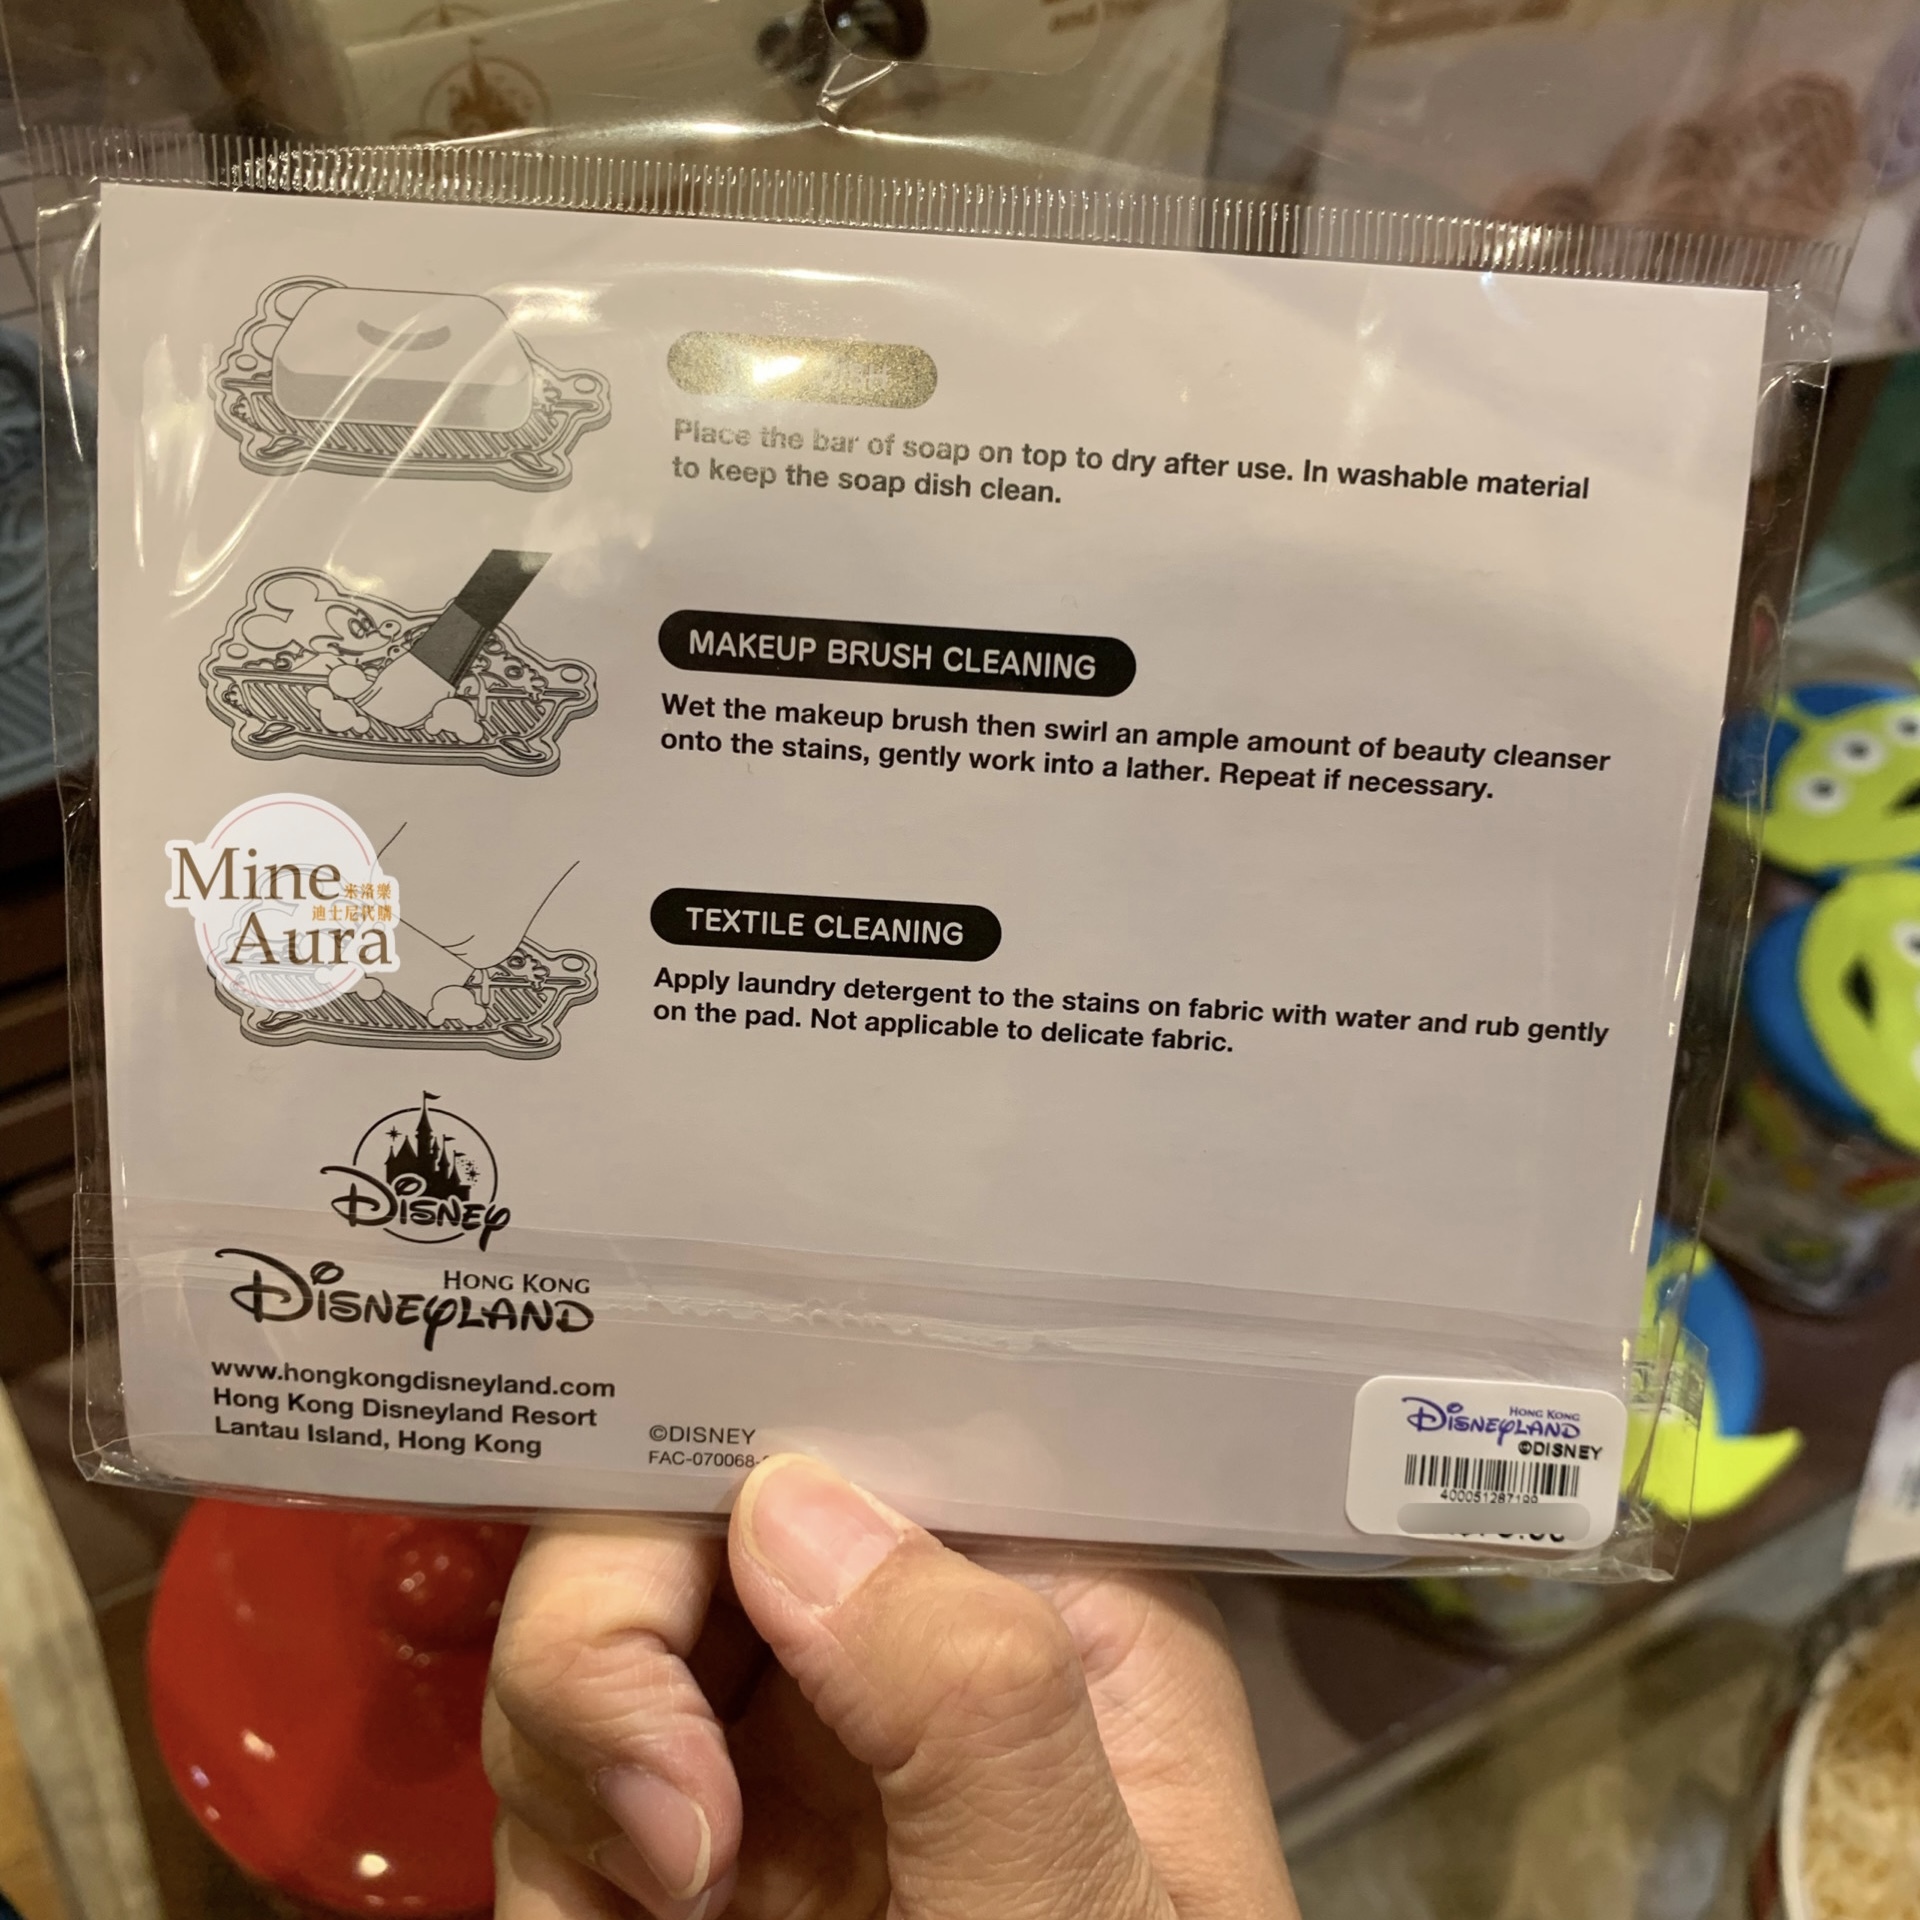 Place the bar of soap on top to dry after use. In washable material
to keep the soap dish clean.
MAKEUP BRUSH CLEANING
Wet the makeup brush then swirl an ample amount of beauty cleanser
onto the stains, gently work into a lather. Repeat if necessary.
Mine
米洛樂
迪士尼代購
Aura
TEXTILE CLEANING
Apply laundry detergent to the stains on fabric with water and rub gently
on the pad. Not applicable to delicate fabric.
DISNEY
HONG KONG
DISNEYLAND
www.hongkongdisneyland.com
Hong Kong Disneyland Resort
Lantau Island, Hong Kong
©DISNEY
FAC-070068-
HONG KONG
DISNEYLAND
©DISNEY
400051287199